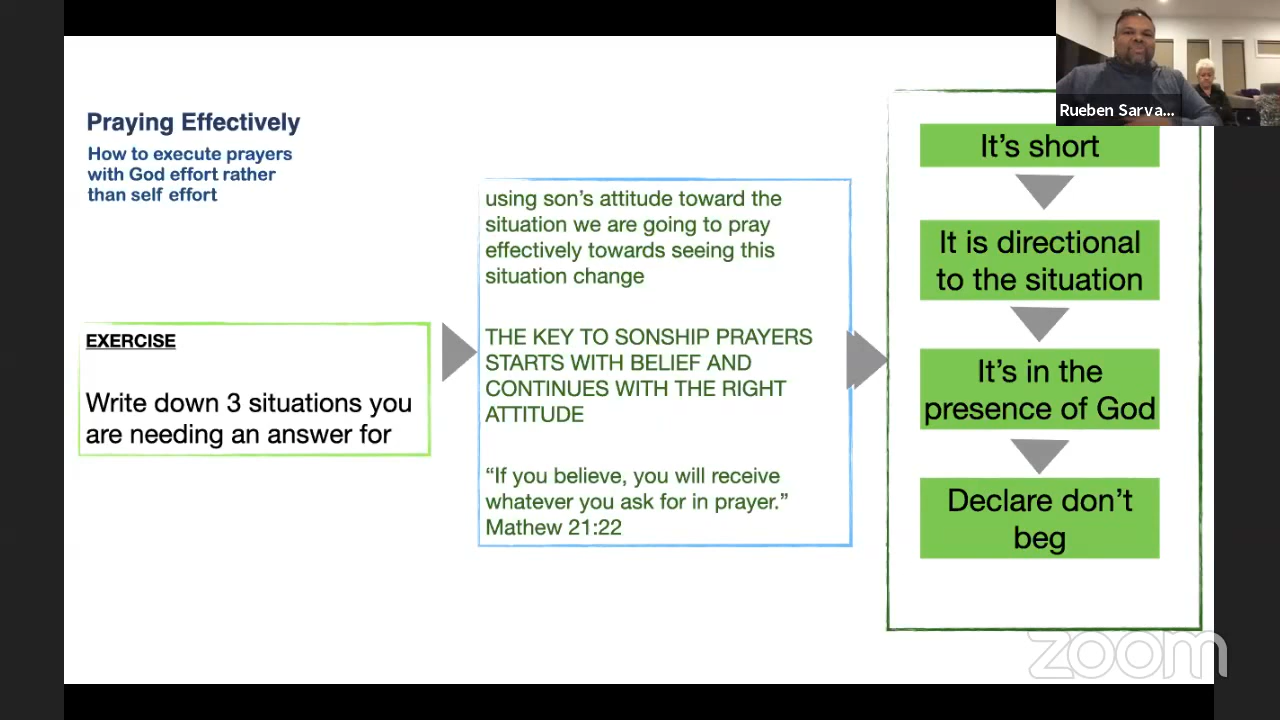 Praying Effectively
How to execute prayers
with God effort rather
than self effort
EXERCISE
Write down 3 situations you
are needing an answer for
using son's attitude toward the
situation we are going to pray
effectively towards seeing this
situation change
THE KEY TO SONSHIP PRAYERS
STARTS WITH BELIEF AND
CONTINUES WITH THE RIGHT
ATTITUDE
“If you believe, you will receive
whatever you ask for in prayer.”
Mathew 21:22
It's short
It is directional
to the situation
It's in the
presence of God
Declare don't
beg
Rueben Sarva...
zoom